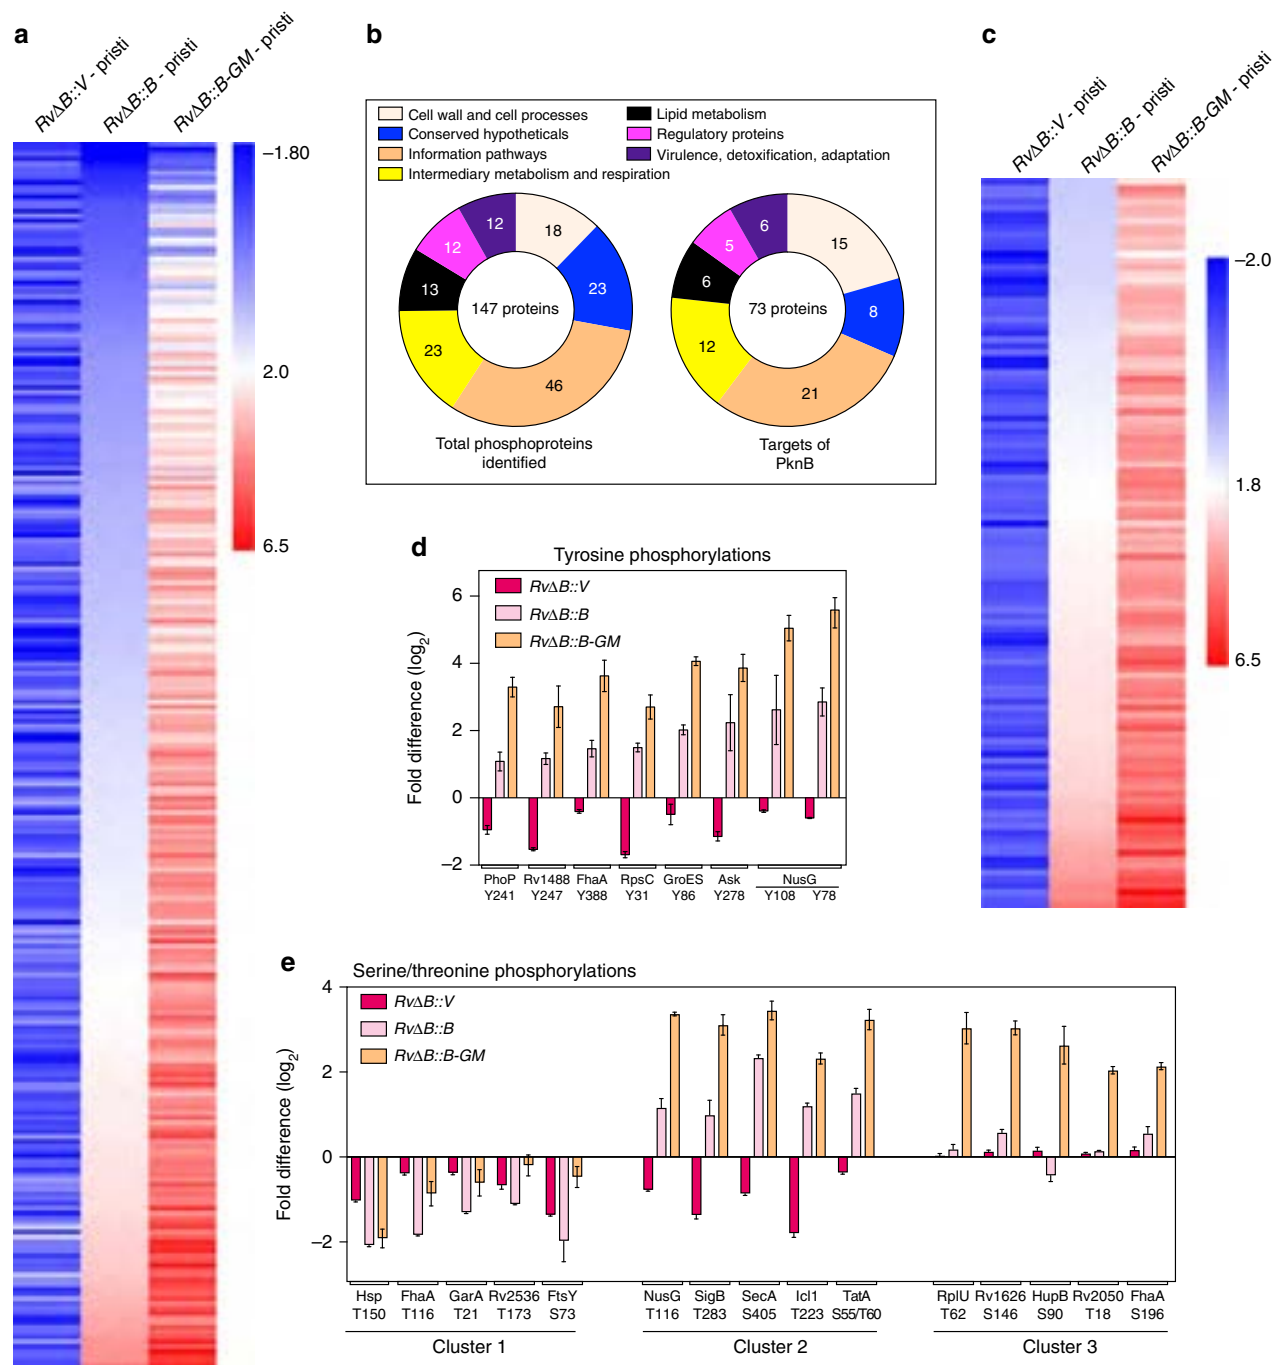 a
RvΔB::V - pristi
RvΔB::B - pristi
RvΔB::B-GM - pristi
–1.80
2.0
6.5
b
Cell wall and cell processes
Conserved hypotheticals
Information pathways
Intermediary metabolism and respiration
Lipid metabolism
Regulatory proteins
Virulence, detoxification, adaptation
12
18
12
23
13
147 proteins
23
46
Total phosphoproteins
identified
6
15
5
6
73 proteins
8
12
21
Targets of
PknB
c
RvΔB::V - pristi
RvΔB::B - pristi
RvΔB::B-GM - pristi
–2.0
1.8
6.5
d
Tyrosine phosphorylations
RvΔB::V
RvΔB::B
RvΔB::B-GM
Fold difference (log2)
6
4
2
0
–2
PhoP Rv1488 FhaA RpsC GroES Ask NusG
Y241 Y247 Y388 Y31 Y86 Y278 Y108 Y78
e
Serine/threonine phosphorylations
RvΔB::V
RvΔB::B
RvΔB::B-GM
Fold difference (log2)
4
2
0
–2
Hsp FhaA GarA Rv2536 FtsY NusG SigB SecA Icl1 TatA RplU Rv1626 HupB Rv2050 FhaA
T150 T116 T21 T173 S73 T116 T283 S405 T223 S55/T60 T62 S146 S90 T18 S196
Cluster 1 Cluster 2 Cluster 3